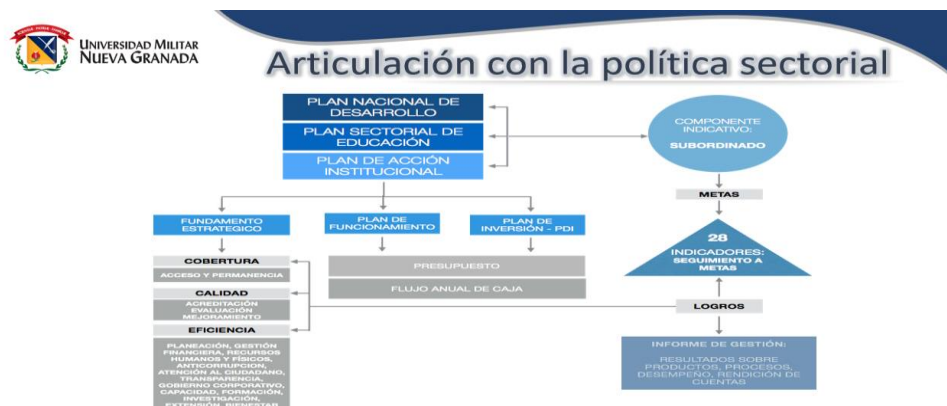 UNIVERSIDAD MILITAR
NUEVA GRANADA
Articulación con la política sectorial
PLAN NACIONAL DE
DESARROLLO
PLAN SECTORIAL DE
EDUCACIÓN
PLAN DE ACCIÓN
INSTITUCIONAL
COMPONENTE
INDICATIVO:
SUBORDINADO
METAS
FUNDAMENTO
ESTRATEGICO
PLAN DE
FUNCIONAMIENTO
PLAN DE
INVERSIÓN - PDI
28
INDICADORES:
SEGUIMIENTO A
METAS
COBERTURA
ACCESO Y PERMANENCIA
PRESUPUESTO
FLUJO ANUAL DE CAJA
CALIDAD
ACREDITACIÓN
EVALUACIÓN
MEJORAMIENTO
LOGROS
EFICIENCIA
PLANEACIÓN, GESTIÓN
FINANCIERA, RECURSOS
HUMANOS Y FÍSICOS,
ANTICORRUPCION,
ATENCIÓN AL CIUDADANO,
TRANSPARENCIA,
GOBIERNO CORPORATIVO,
CAPACIDAD, FORMACIÓN,
INVESTIGACIÓN,
EXTENSIÓN, BIENESTAR
INFORME DE GESTIÓN:
RESULTADOS SOBRE
PRODUCTOS, PROCESOS,
DESEMPEÑO, RENDICIÓN DE
CUENTAS